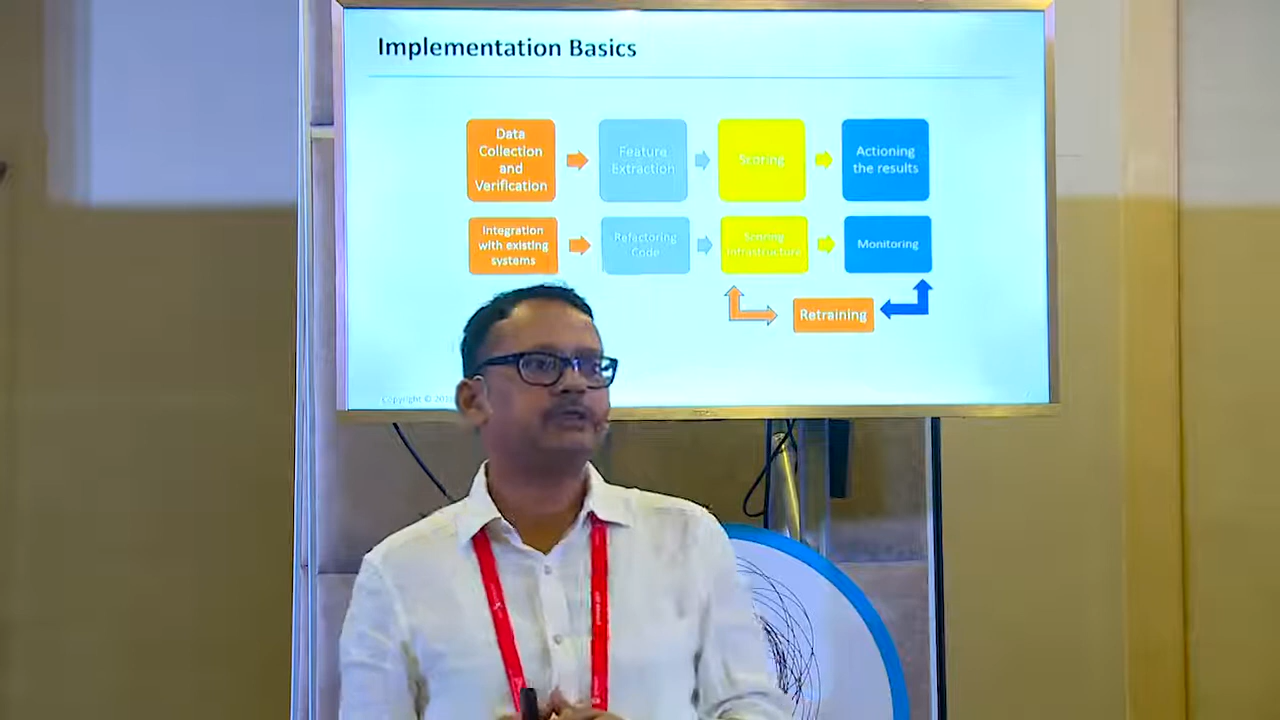 Implementation Basics
Data
Collection
and
Verification
Feature
Extraction
Scoring
Actioning
the results
Integration
with existing
systems
Refactoring
Code
Scoring
Infrastructure
Monitoring
Retraining
Copyright ©